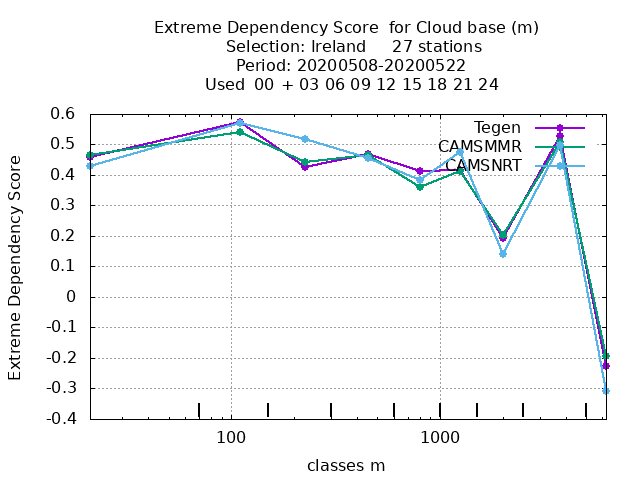 Extreme Dependency Score  for Cloud base (m)
Selection: Ireland     27 stations
Period: 20200508-20200522
Used  00  + 03 06 09 12 15 18 21 24
Extreme Dependency Score
0.6
0.5
0.4
0.3
0.2
0.1
0
-0.1
-0.2
-0.3
-0.4
Tegen
CAMSMMR
CAMSNRT
100
1000
classes m